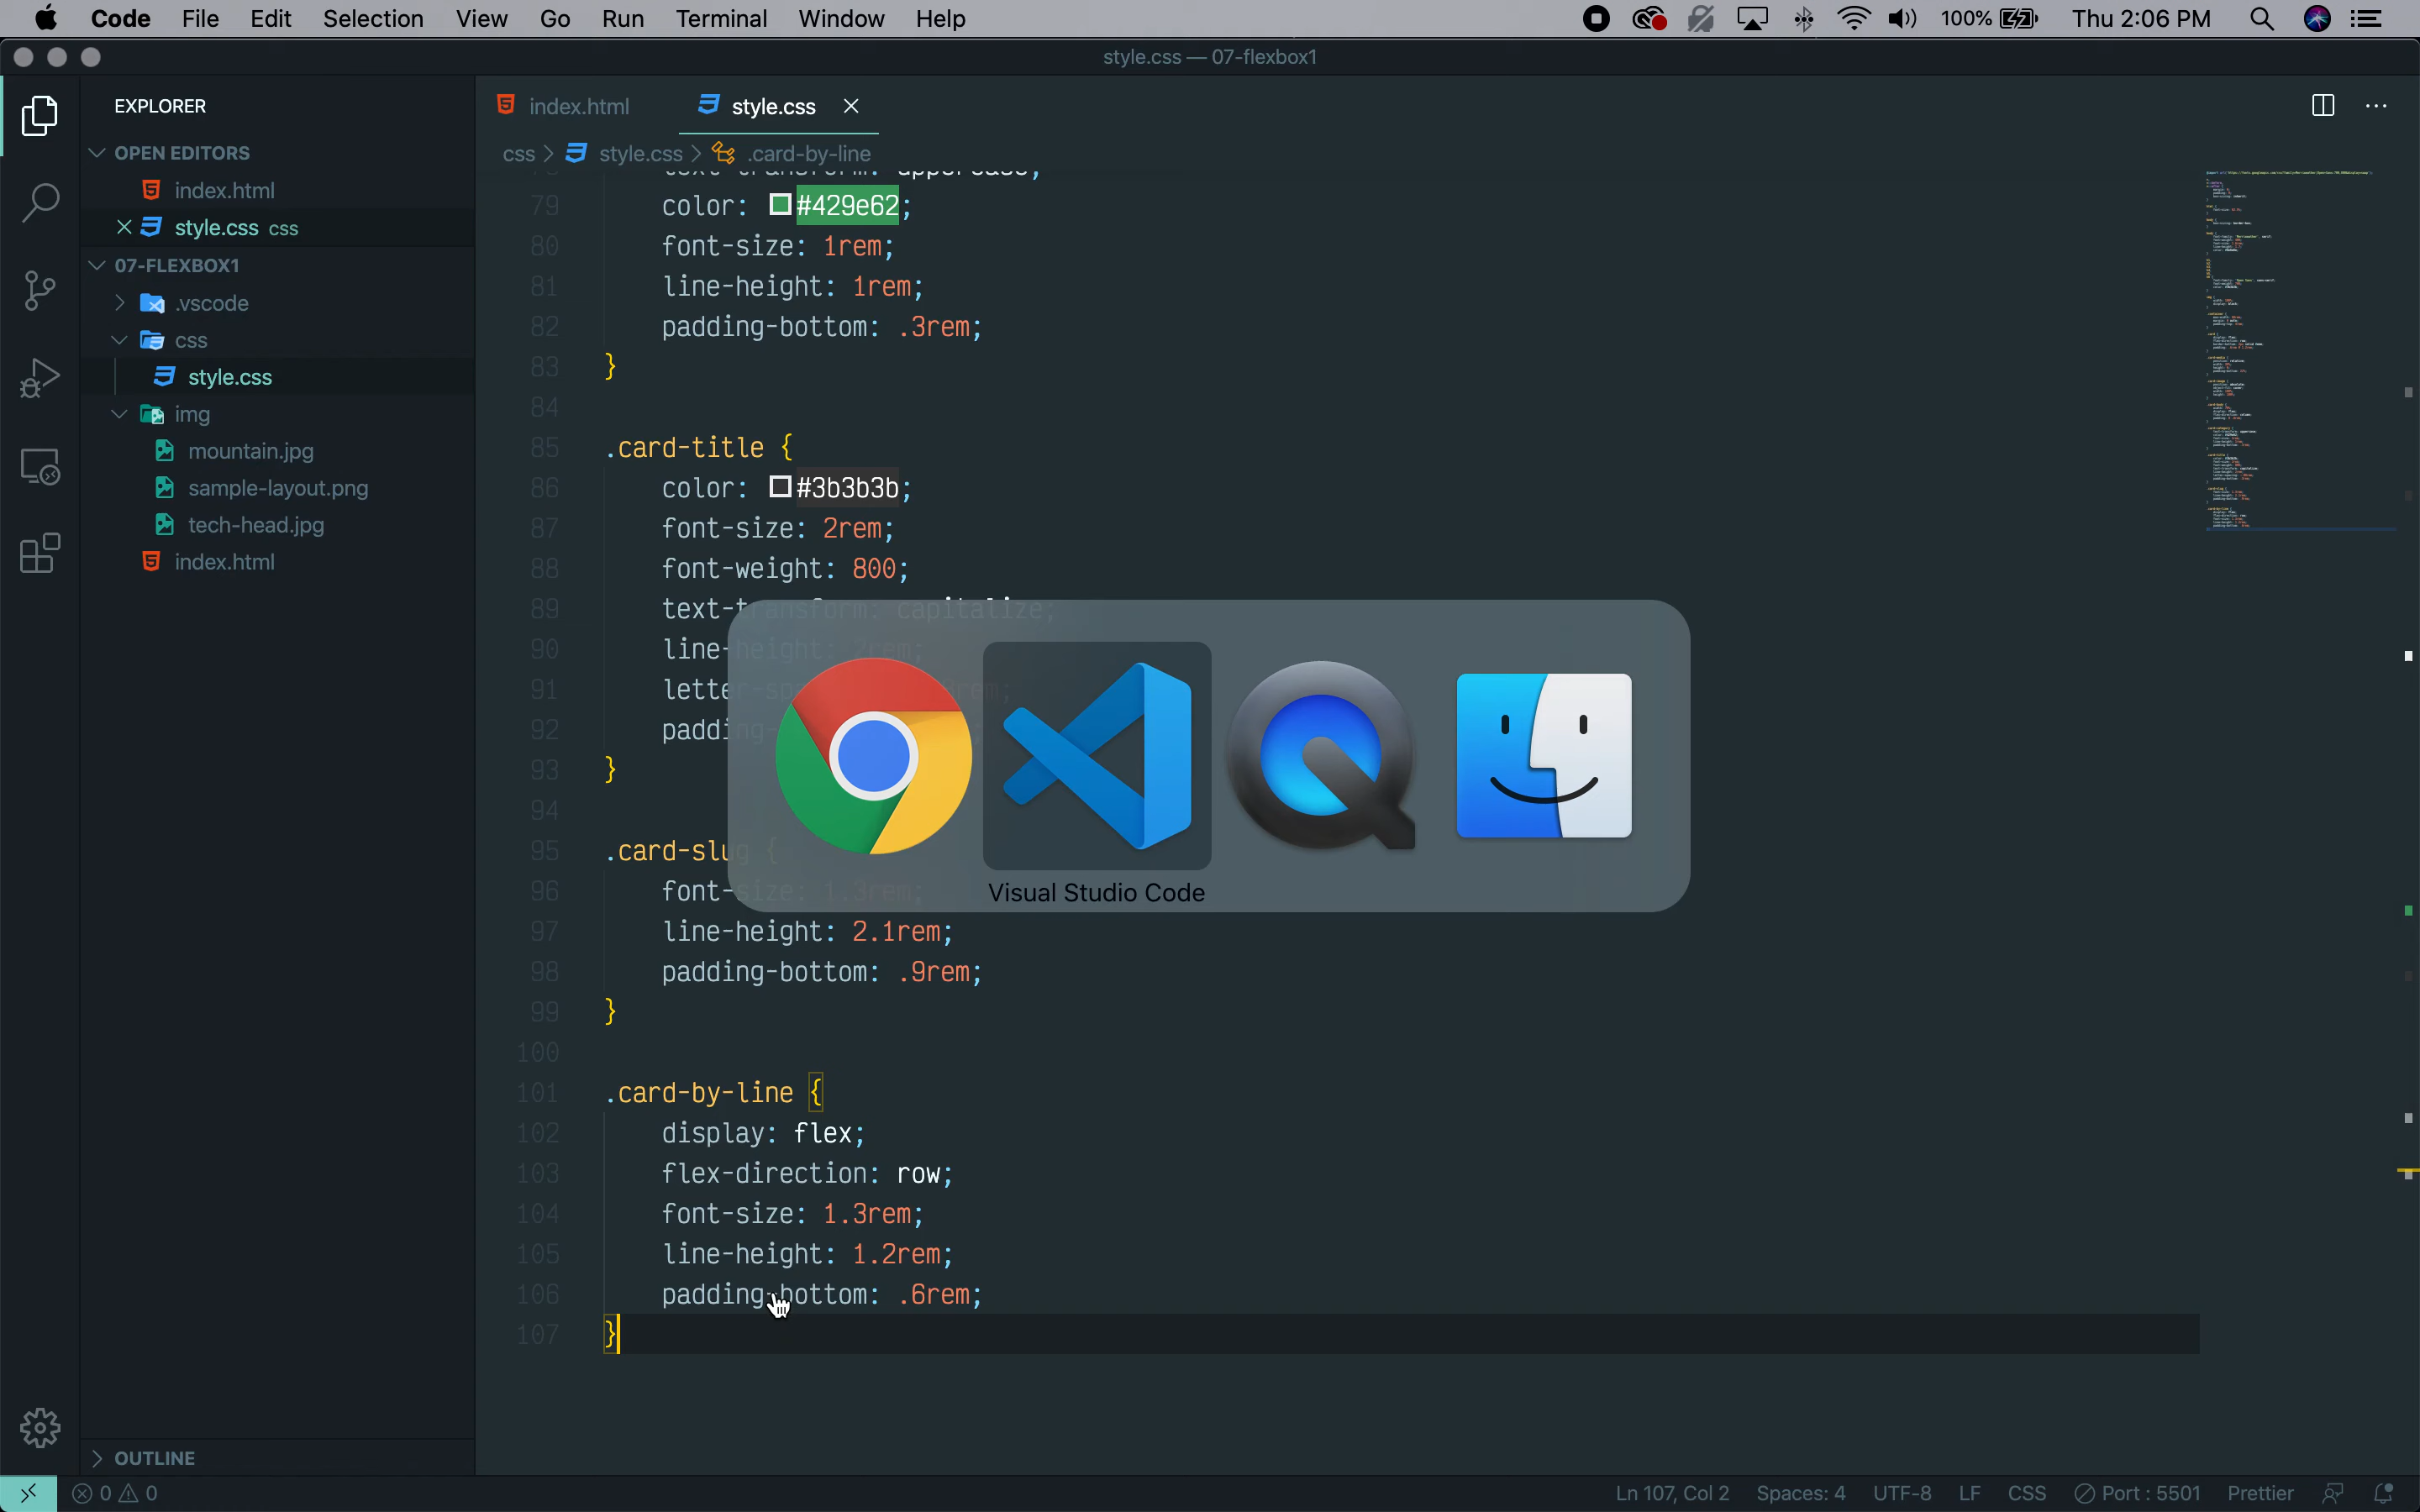 Code File Edit Selection View Go Run Terminal Window Help 100% Thu 2:06 PM
style.css — 07-flexbox1
EXPLORER
OPEN EDITORS
index.html
style.css css
07-FLEXBOX1
.vscode
css
style.css
img
mountain.jpg
sample-layout.png
tech-head.jpg
index.html
OUTLINE
index.html style.css
css > style.css > .card-by-line
79 color: #429e62;
80 font-size: 1rem;
81 line-height: 1rem;
82 padding-bottom: .3rem;
83 }
84
85 .card-title {
86 color: #3b3b3b;
87 font-size: 2rem;
88 font-weight: 800;
89 text-transform: capitalize;
90 line-height: 2rem;
91
92
93 }
94
95 .card-slug {
96 font-size: 1.3rem;
97 line-height: 2.1rem;
98 padding-bottom: .9rem;
99 }
100
101 .card-by-line {
102 display: flex;
103 flex-direction: row;
104 font-size: 1.3rem;
105 line-height: 1.2rem;
106 padding-bottom: .6rem;
107 }
Visual Studio Code
0 0 Ln 107, Col 2 Spaces: 4 UTF-8 LF CSS Port : 5501 Prettier